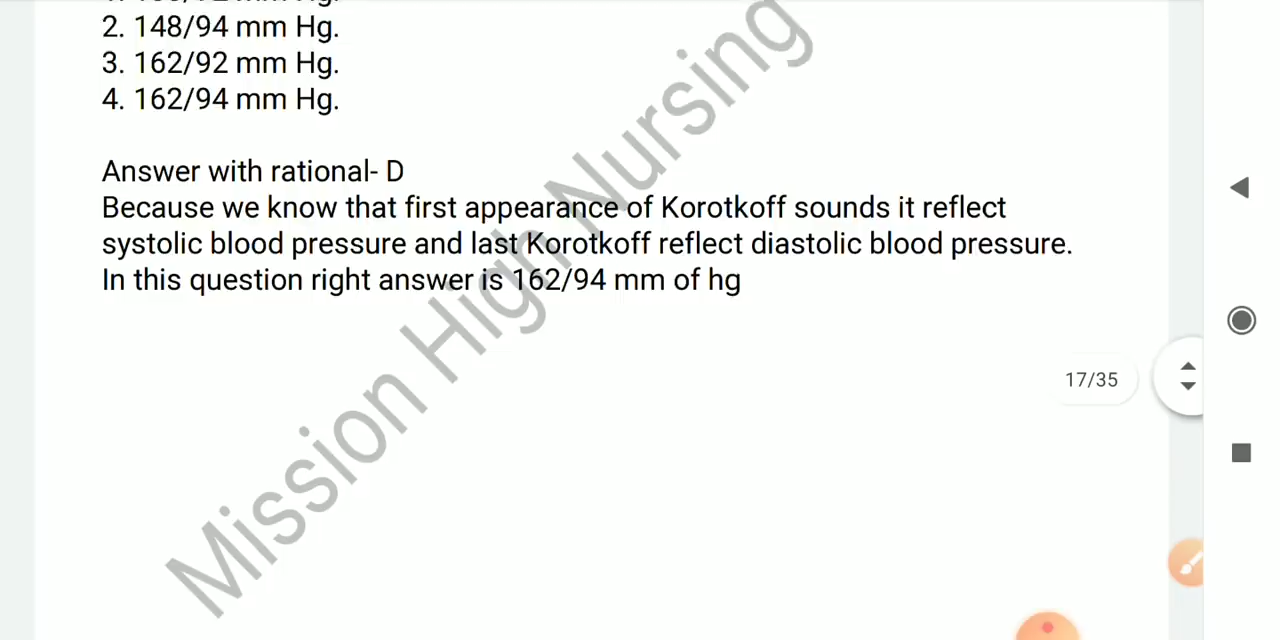 2. 148/94 mm Hg.
3. 162/92 mm Hg.
4. 162/94 mm Hg.
Answer with rational- D
Because we know that first appearance of Korotkoff sounds it reflect
systolic blood pressure and last Korotkoff reflect diastolic blood pressure.
In this question right answer is 162/94 mm of hg
Mission High Nursing
17/35